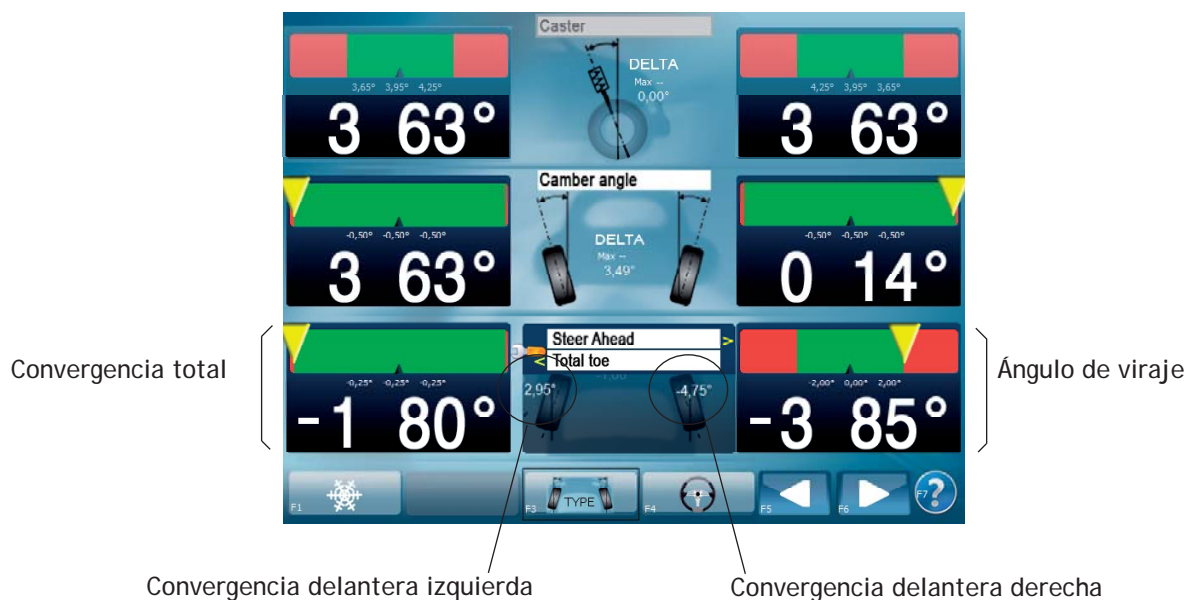 Caster
DELTA
Max --
0,00°
3,65° 3,95° 4,25°
3 63°
4,25° 3,95° 3,65°
3 63°
Camber angle
DELTA
Max --
3,49°
-0,50° -0,50° -0,50°
3 63°
-0,50° -0,50° -0,50°
0 14°
Convergencia total
Steer Ahead >
< Total toe
-1,00
2,95° -4,75°
-0,25° -0,25° -0,25°
-1 80°
-2,00° 0,00° 2,00°
-3 85°
Ángulo de viraje
F1
F3 TYPE
F4
F5
F6
F7 ?
Convergencia delantera izquierda
Convergencia delantera derecha